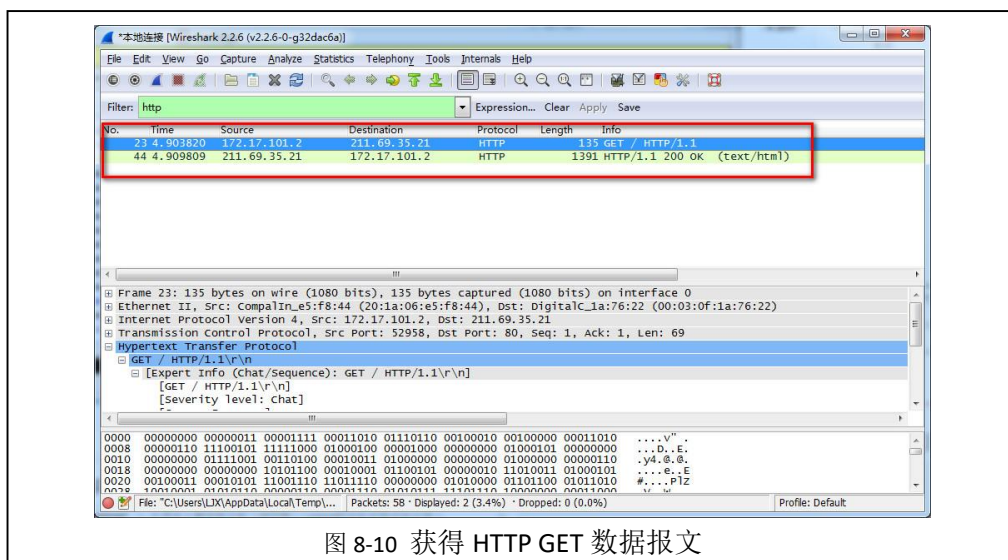 *本地连接 [Wireshark 2.2.6 (v2.2.6-0-g32dac6a)]
File Edit View Go Capture Analyze Statistics Telephony Tools Internals Help
Filter: http Expression... Clear Apply Save
No. Time Source Destination Protocol Length Info
23 4.903820 172.17.101.2 211.69.35.21 HTTP 135 GET / HTTP/1.1
44 4.909809 211.69.35.21 172.17.101.2 HTTP 1391 HTTP/1.1 200 OK (text/html)
Frame 23: 135 bytes on wire (1080 bits), 135 bytes captured (1080 bits) on interface 0
Ethernet II, Src: CompalIn_e5:f8:44 (20:1a:06:e5:f8:44), Dst: DigitalC_1a:76:22 (00:03:0f:1a:76:22)
Internet Protocol Version 4, Src: 172.17.101.2, Dst: 211.69.35.21
Transmission Control Protocol, Src Port: 52958, Dst Port: 80, Seq: 1, Ack: 1, Len: 69
Hypertext Transfer Protocol
GET / HTTP/1.1\r\n
[Expert Info (Chat/Sequence): GET / HTTP/1.1\r\n]
[GET / HTTP/1.1\r\n]
[Severity level: Chat]
0000 00000000 00000011 00001111 00011010 01110110 00100010 00100000 00011010 ....v" .
0008 00000110 11100101 11111000 01000100 00001000 00000000 01000101 00000000 ...D..E.
0010 00000000 01111001 00110100 00010011 01000000 00000000 01000000 00000110 .y4.@.@.
0018 00000000 00000000 10101100 00010001 01100101 00000010 11010011 01000101 ....e..E
0020 00100011 00010101 11001110 11011110 00000000 01010000 01101100 01011010 #....PlZ
File: "C:\Users\LJX\AppData\Local\Temp\... Packets: 58 · Displayed: 2 (3.4%) · Dropped: 0 (0.0%) Profile: Default
图 8-10 获得 HTTP GET 数据报文